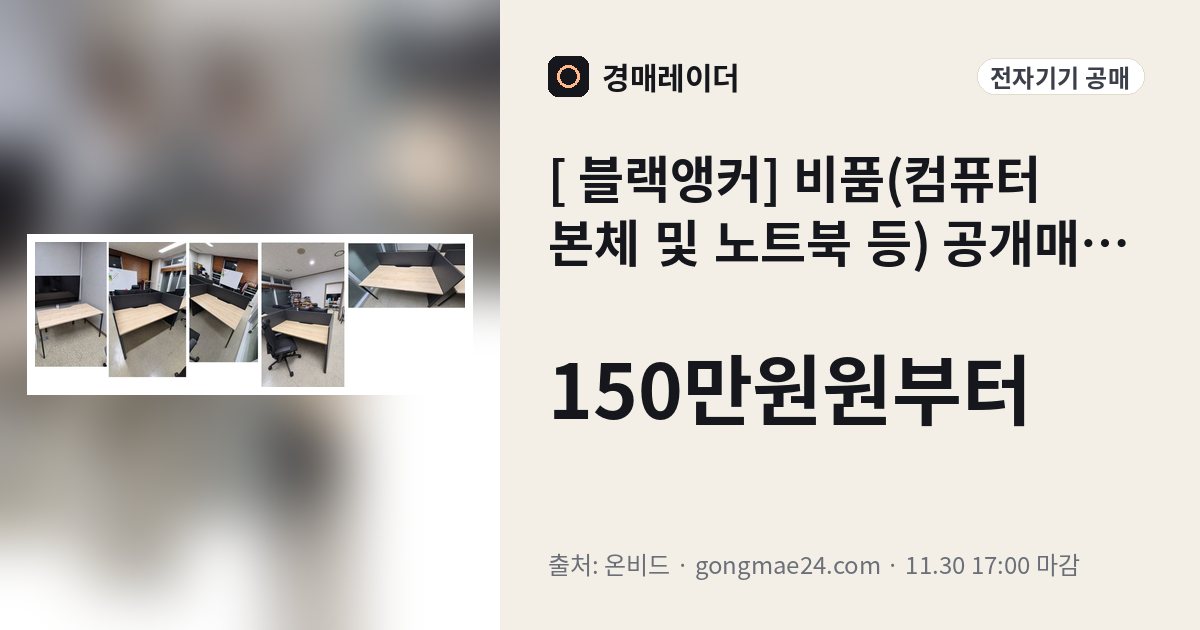 경매레이더
전자기기 공매
[ 블랙앵커] 비품(컴퓨터
본체 및 노트북 등) 공개매…
150만원원부터
출처: 온비드 · gongmae24.com · 11.30 17:00 마감